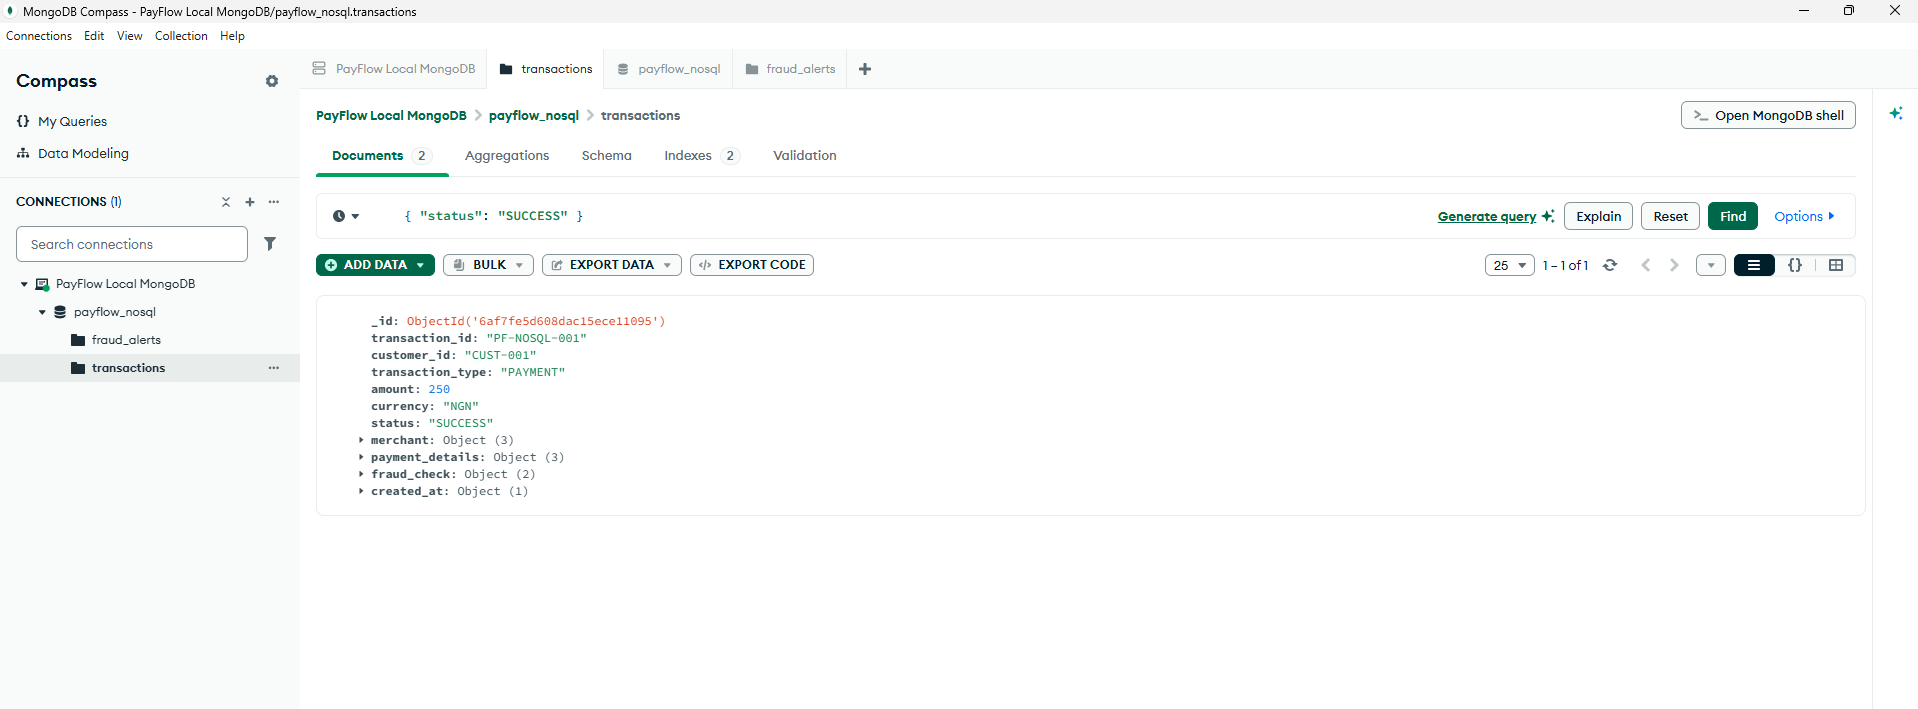 MongoDB Compass - PayFlow Local MongoDB/payflow_nosql.transactions
Connections Edit View Collection Help
Compass
My Queries
Data Modeling
CONNECTIONS (1)
Search connections
PayFlow Local MongoDB
payflow_nosql
fraud_alerts
transactions
PayFlow Local MongoDB transactions payflow_nosql fraud_alerts
PayFlow Local MongoDB > payflow_nosql > transactions
>_ Open MongoDB shell
Documents 2 Aggregations Schema Indexes 2 Validation
{ "status": "SUCCESS" }
Generate query Explain Reset Find Options
ADD DATA BULK EXPORT DATA </> EXPORT CODE
25 1 – 1 of 1 {}
_id: ObjectId('6af7fe5d608dac15ece11095')
transaction_id: "PF-NOSQL-001"
customer_id: "CUST-001"
transaction_type: "PAYMENT"
amount: 250
currency: "NGN"
status: "SUCCESS"
merchant: Object (3)
payment_details: Object (3)
fraud_check: Object (2)
created_at: Object (1)